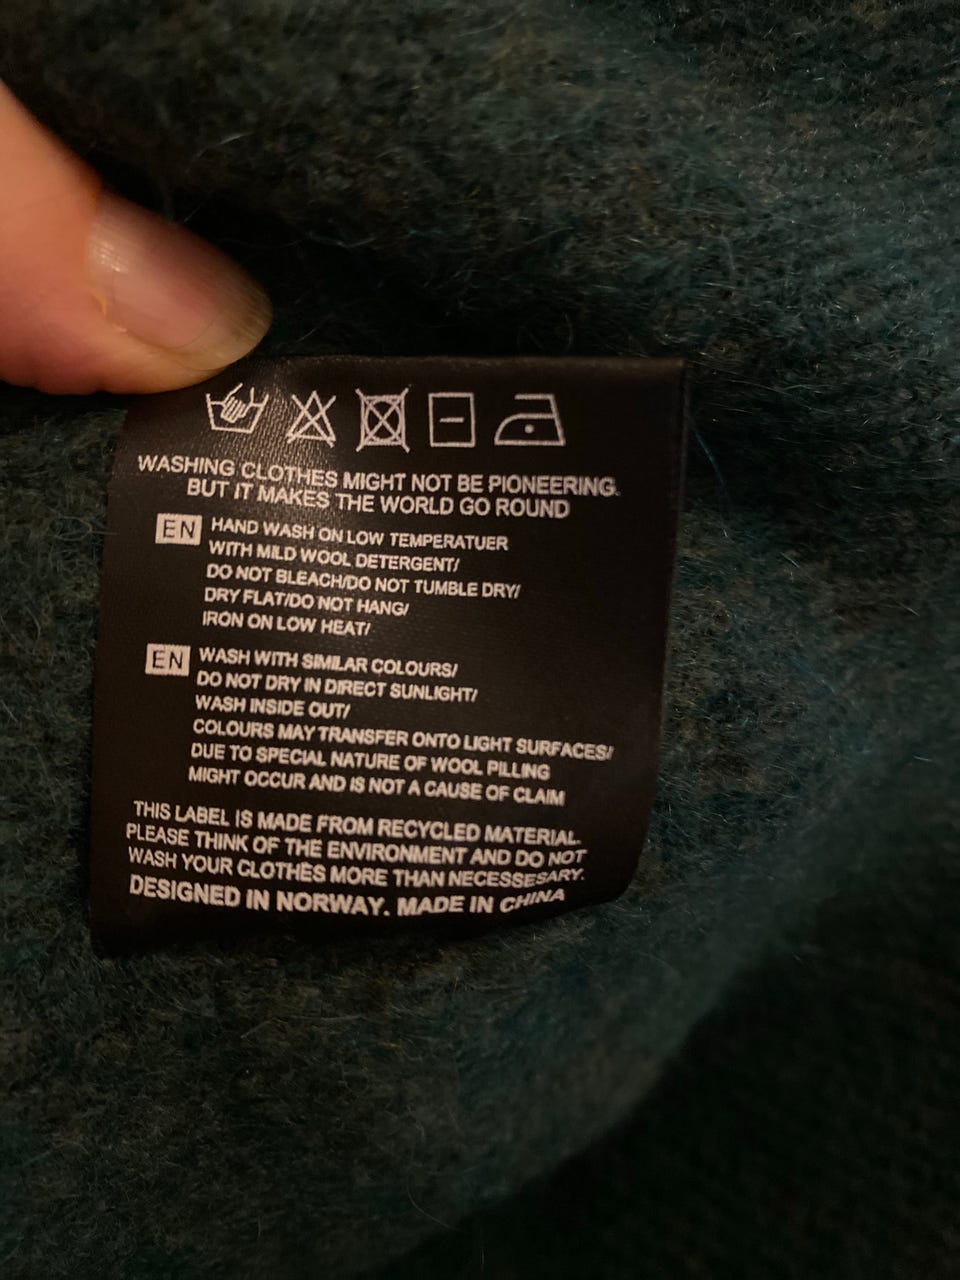 WASHING CLOTHES MIGHT NOT BE PIONEERING.
BUT IT MAKES THE WORLD GO ROUND
EN HAND WASH ON LOW TEMPERATUER
WITH MILD WOOL DETERGENT/
DO NOT BLEACH/DO NOT TUMBLE DRY/
DRY FLAT/DO NOT HANG/
IRON ON LOW HEAT/
EN WASH WITH SIMILAR COLOURS/
DO NOT DRY IN DIRECT SUNLIGHT/
WASH INSIDE OUT/
COLOURS MAY TRANSFER ONTO LIGHT SURFACES/
DUE TO SPECIAL NATURE OF WOOL PILLING
MIGHT OCCUR AND IS NOT A CAUSE OF CLAIM
THIS LABEL IS MADE FROM RECYCLED MATERIAL.
PLEASE THINK OF THE ENVIRONMENT AND DO NOT
WASH YOUR CLOTHES MORE THAN NECESSESARY.
DESIGNED IN NORWAY. MADE IN CHINA